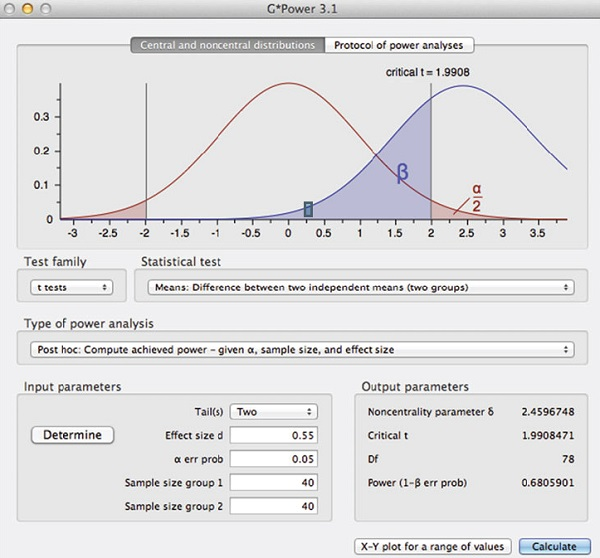 G*Power 3.1
Central and noncentral distributions Protocol of power analyses
critical t = 1.9908
0.3
0.2
0.1
0
β
α
2
-3 -2.5 -2 -1.5 -1 -0.5 0 0.5 1 1.5 2 2.5 3 3.5
Test family Statistical test
t tests Means: Difference between two independent means (two groups)
Type of power analysis
Post hoc: Compute achieved power – given α, sample size, and effect size
Input parameters Output parameters
Tail(s) Two Noncentrality parameter δ 2.4596748
Determine Effect size d 0.55 Critical t 1.9908471
α err prob 0.05 Df 78
Sample size group 1 40 Power (1-β err prob) 0.6805901
Sample size group 2 40
X-Y plot for a range of values Calculate